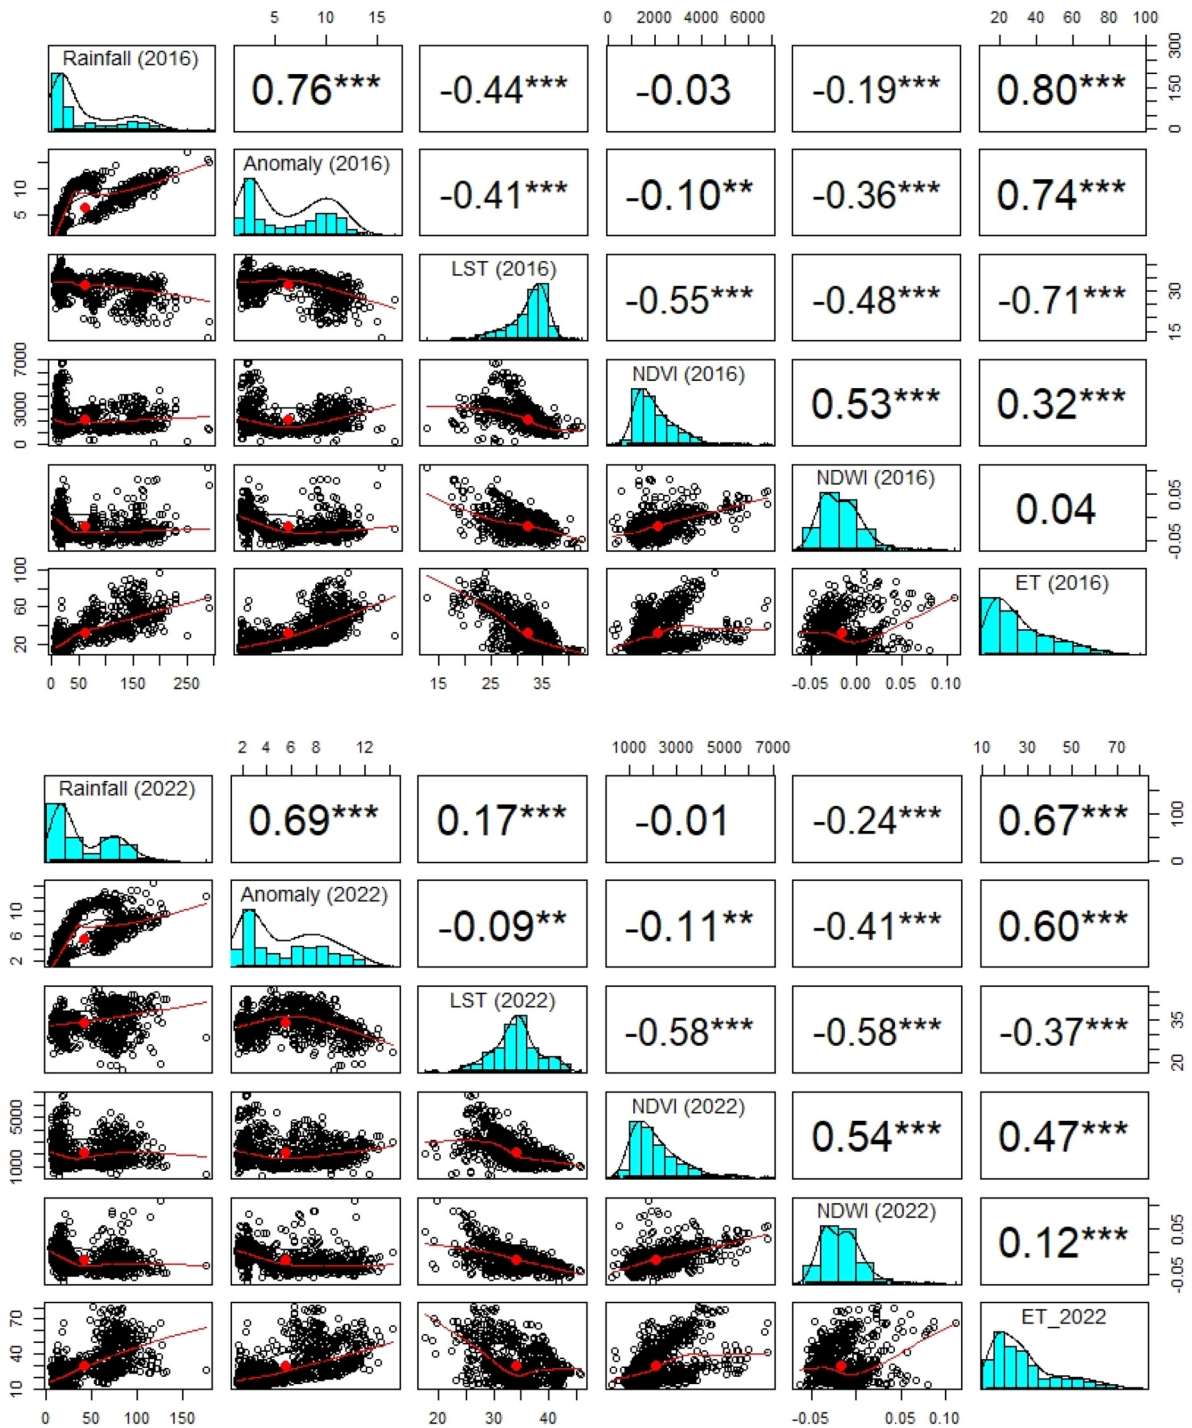 5 10 15 0 2000 4000 6000 20 40 60 80 100
Rainfall (2016) 0.76*** -0.44*** -0.03 -0.19*** 0.80*** 0 150 300
5 10 Anomaly (2016) -0.41*** -0.10** -0.36*** 0.74***
LST (2016) -0.55*** -0.48*** -0.71*** 15 30
0 3000 7000 NDVI (2016) 0.53*** 0.32***
NDWI (2016) 0.04 -0.05 0.05
20 60 100 ET (2016)
0 50 150 250 15 25 35 -0.05 0.00 0.05 0.10
2 4 6 8 12 1000 3000 5000 7000 10 30 50 70
Rainfall (2022) 0.69*** 0.17*** -0.01 -0.24*** 0.67*** 0 100
2 6 10 Anomaly (2022) -0.09** -0.11** -0.41*** 0.60***
LST (2022) -0.58*** -0.58*** -0.37*** 20 35
1000 5000 NDVI (2022) 0.54*** 0.47***
NDWI (2022) 0.12*** -0.05 0.05
10 40 70 ET_2022
0 50 100 150 20 30 40 -0.05 0.00 0.05 0.10